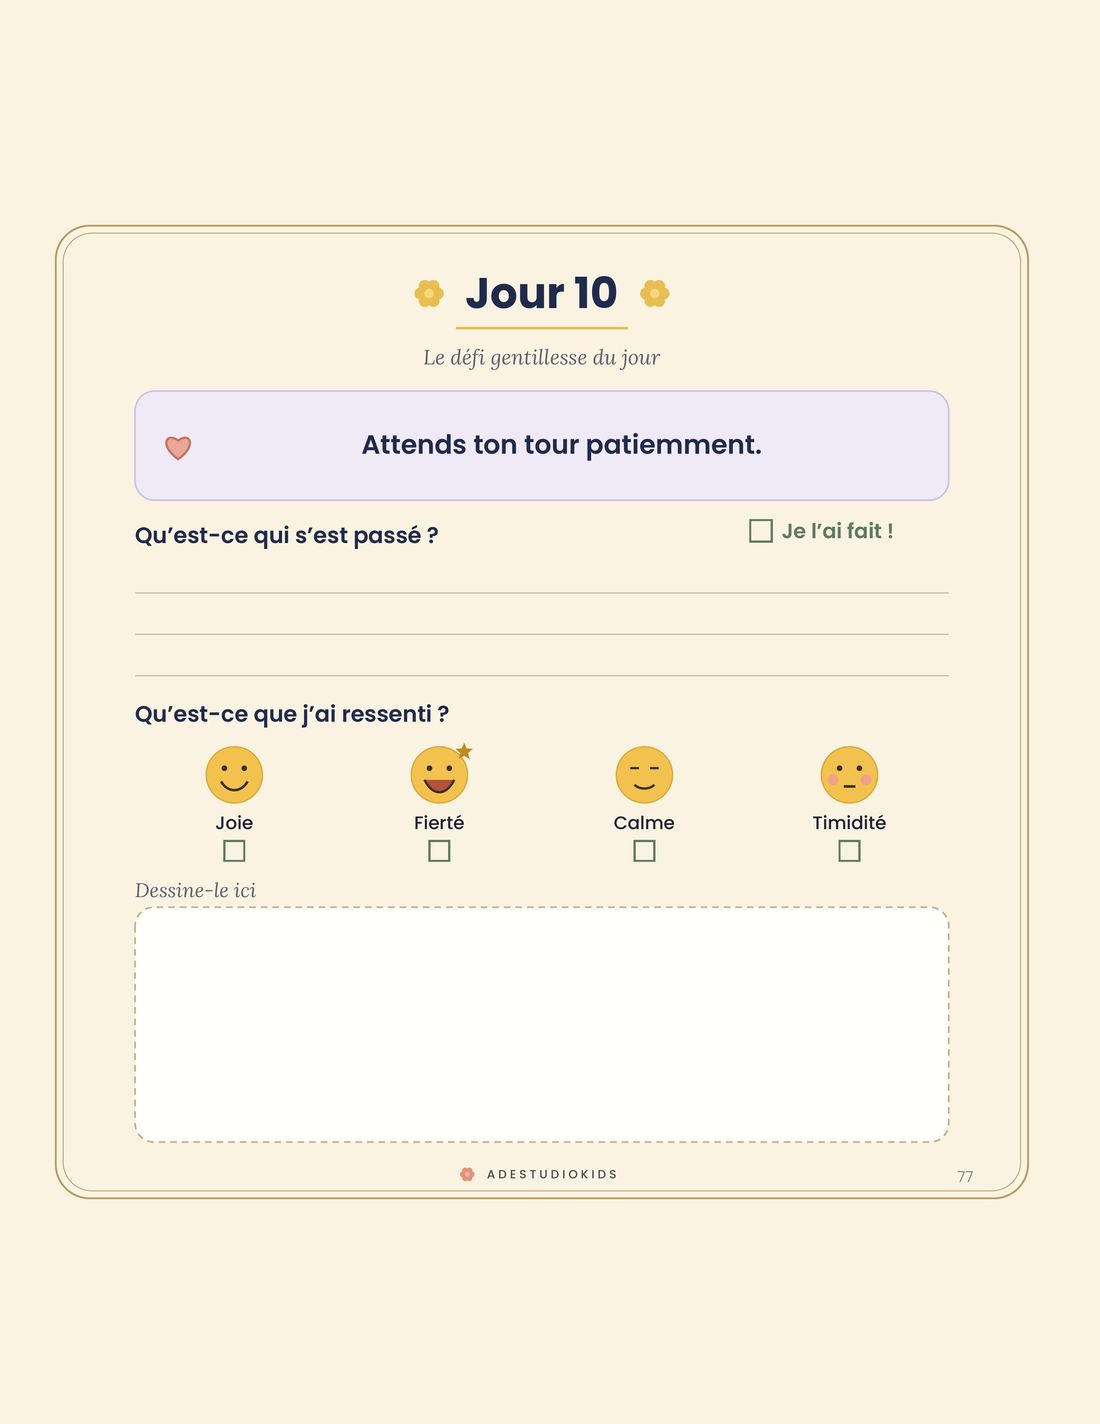 Jour 10
Le défi gentillesse du jour
Attends ton tour patiemment.
Qu’est-ce qui s’est passé ?
Je l’ai fait !
Qu’est-ce que j’ai ressenti ?
Joie Fierté Calme Timidité
Dessine-le ici
ADESTUDIOKIDS
77